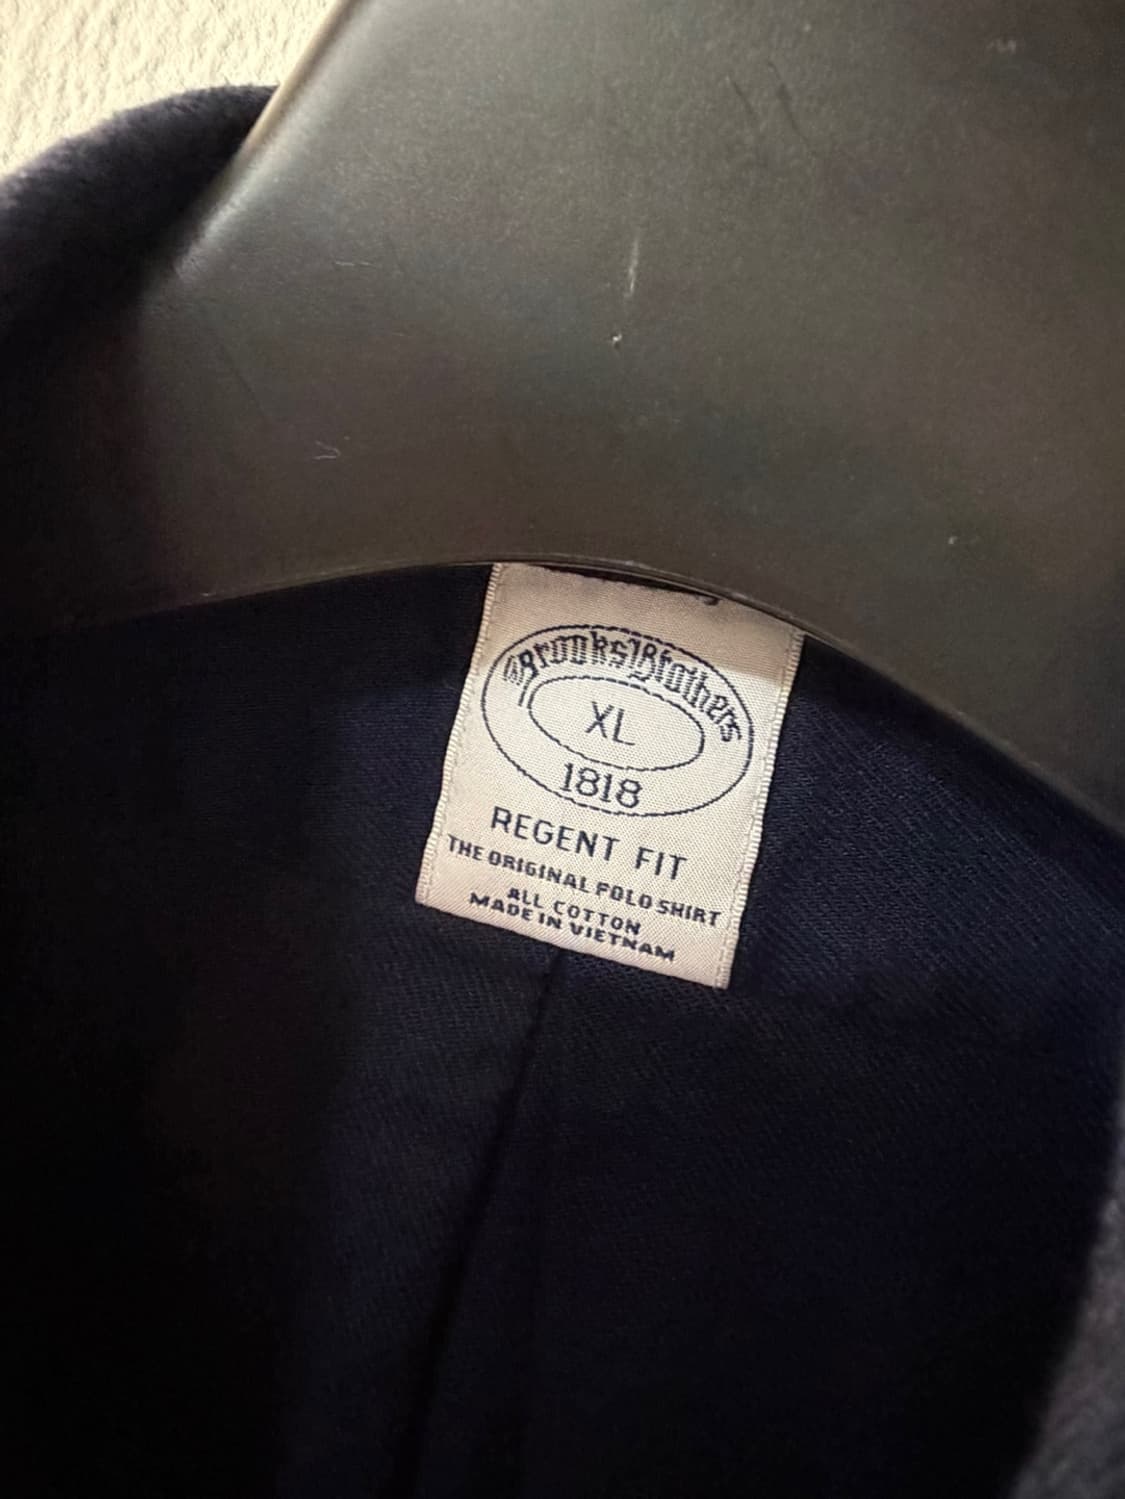 Brooks Brothers
XL
1818
REGENT FIT
THE ORIGINAL POLO SHIRT
ALL COTTON
MADE IN VIETNAM